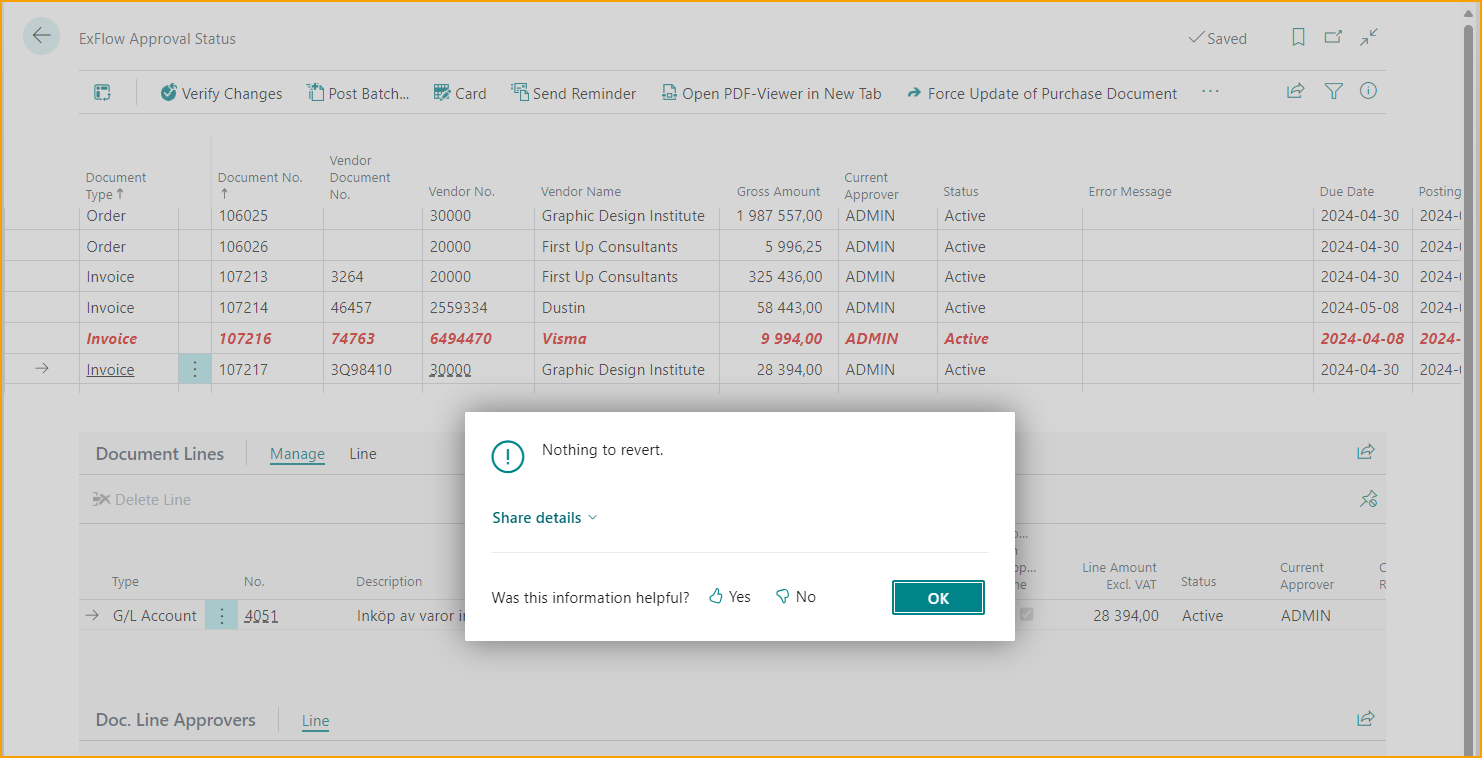 ExFlow Approval Status
Saved
Verify Changes Post Batch... Card Send Reminder Open PDF-Viewer in New Tab Force Update of Purchase Document ...
Document Type ↑ Document No. ↑ Vendor Document No. Vendor No. Vendor Name Gross Amount Current Approver Status Error Message Due Date Posting
Order 106025 30000 Graphic Design Institute 1 987 557,00 ADMIN Active 2024-04-30 2024-
Order 106026 20000 First Up Consultants 5 996,25 ADMIN Active 2024-04-30 2024-
Invoice 107213 3264 20000 First Up Consultants 325 436,00 ADMIN Active 2024-04-30 2024-
Invoice 107214 46457 2559334 Dustin 58 443,00 ADMIN Active 2024-05-08 2024-
Invoice 107216 74763 6494470 Visma 9 994,00 ADMIN Active 2024-04-08 2024-
Invoice 107217 3Q98410 30000 Graphic Design Institute 28 394,00 ADMIN Active 2024-04-30 2024-
Nothing to revert.
Share details
Was this information helpful? Yes No OK
Document Lines Manage Line
Delete Line
Type No. Description Line Amount Excl. VAT Status Current Approver
G/L Account 4051 Inköp av varor 28 394,00 Active ADMIN
Doc. Line Approvers Line